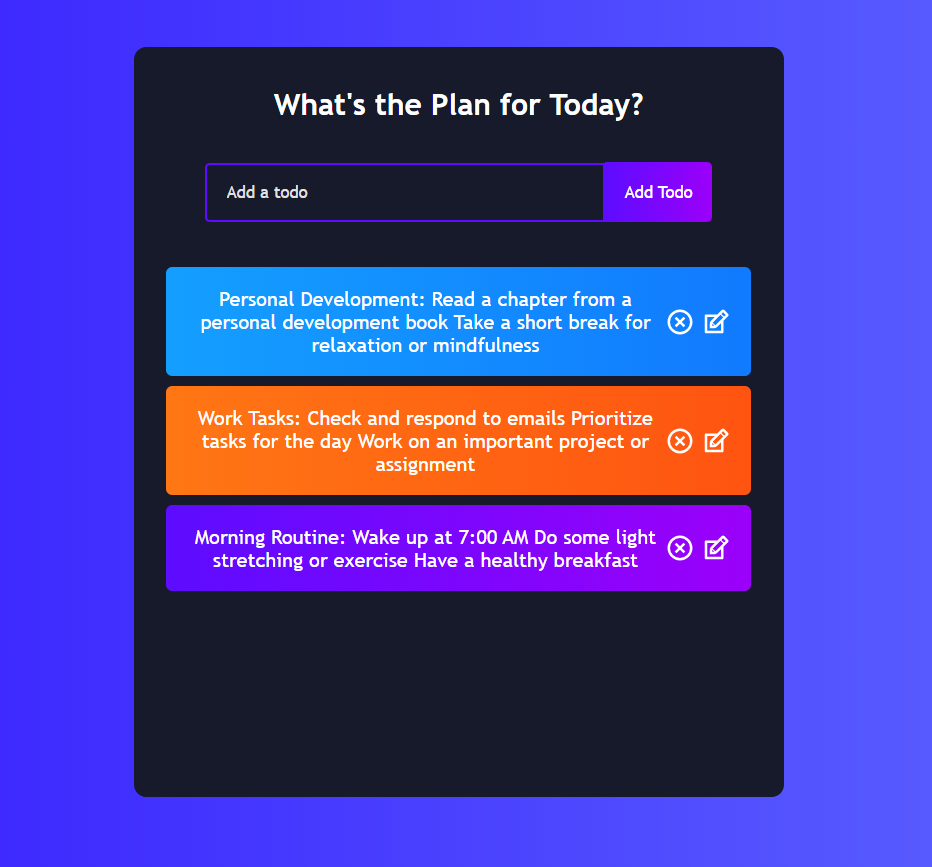 What's the Plan for Today?
Add a todo
Add Todo
Personal Development: Read a chapter from a
personal development book Take a short break for
relaxation or mindfulness
Work Tasks: Check and respond to emails Prioritize
tasks for the day Work on an important project or
assignment
Morning Routine: Wake up at 7:00 AM Do some light
stretching or exercise Have a healthy breakfast